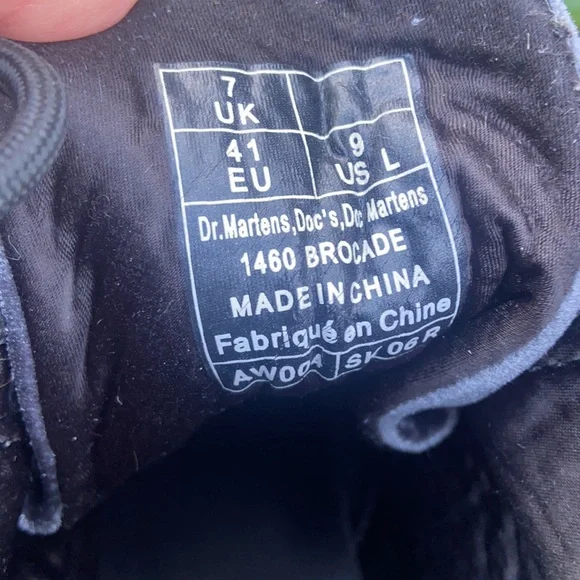 7
UK
41 9
EU US L
Dr.Martens,Doc's,Doc Martens
1460 BROCADE
MADE IN CHINA
Fabriqué en Chine
AW004 SK06R